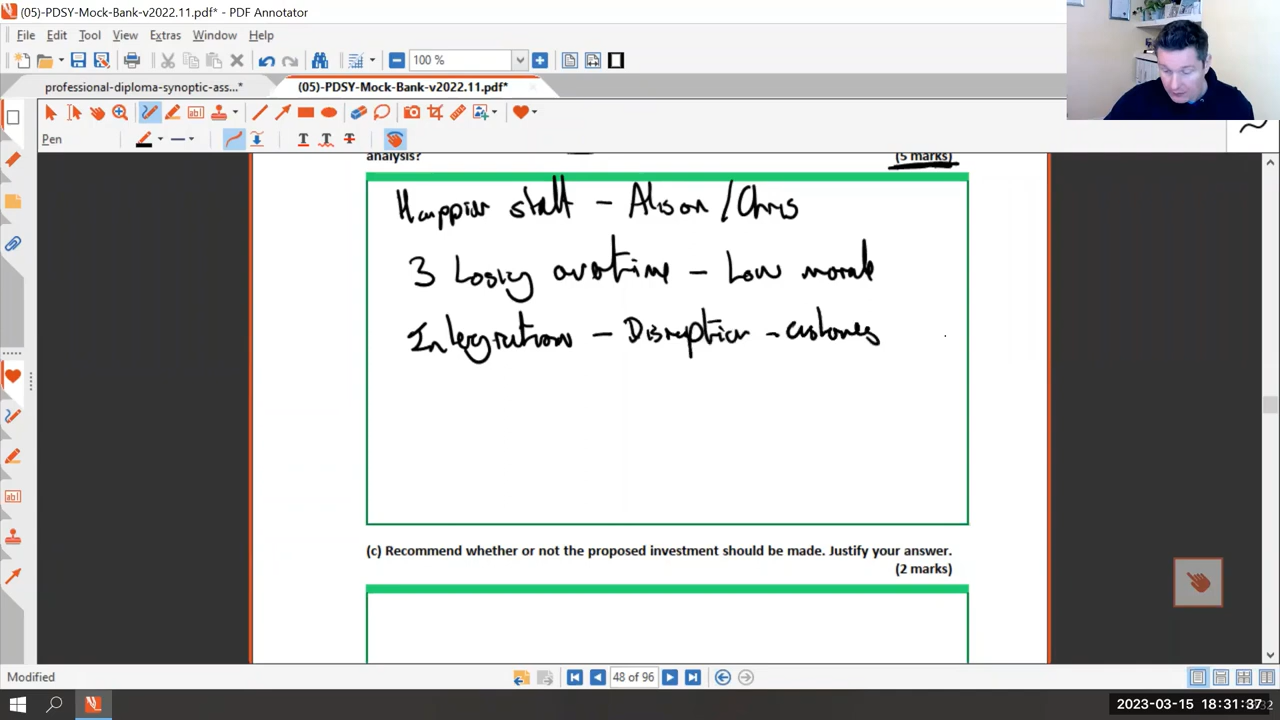 (05)-PDSY-Mock-Bank-v2022.11.pdf* - PDF Annotator
File Edit Tool View Extras Window Help
100 %
professional-diploma-synoptic-ass...*
(05)-PDSY-Mock-Bank-v2022.11.pdf*
Pen
analysis?
(5 marks)
Happier staff - Alison / Chris
3 Losing overtime - Low morale
Integration - Disruption - customers
(c) Recommend whether or not the proposed investment should be made. Justify your answer.
(2 marks)
Modified
48 of 96
2023-03-15 18:31:37